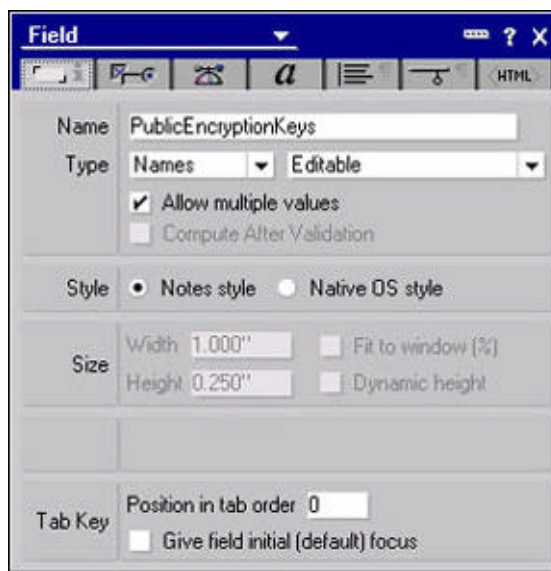 Field ?
a <HTML>
Name PublicEncryptionKeys
Type Names Editable
Allow multiple values
Compute After Validation
Style Notes style Native OS style
Size
Width 1.000" Fit to window (%)
Height 0.250" Dynamic height
Tab Key
Position in tab order 0
Give field initial (default) focus